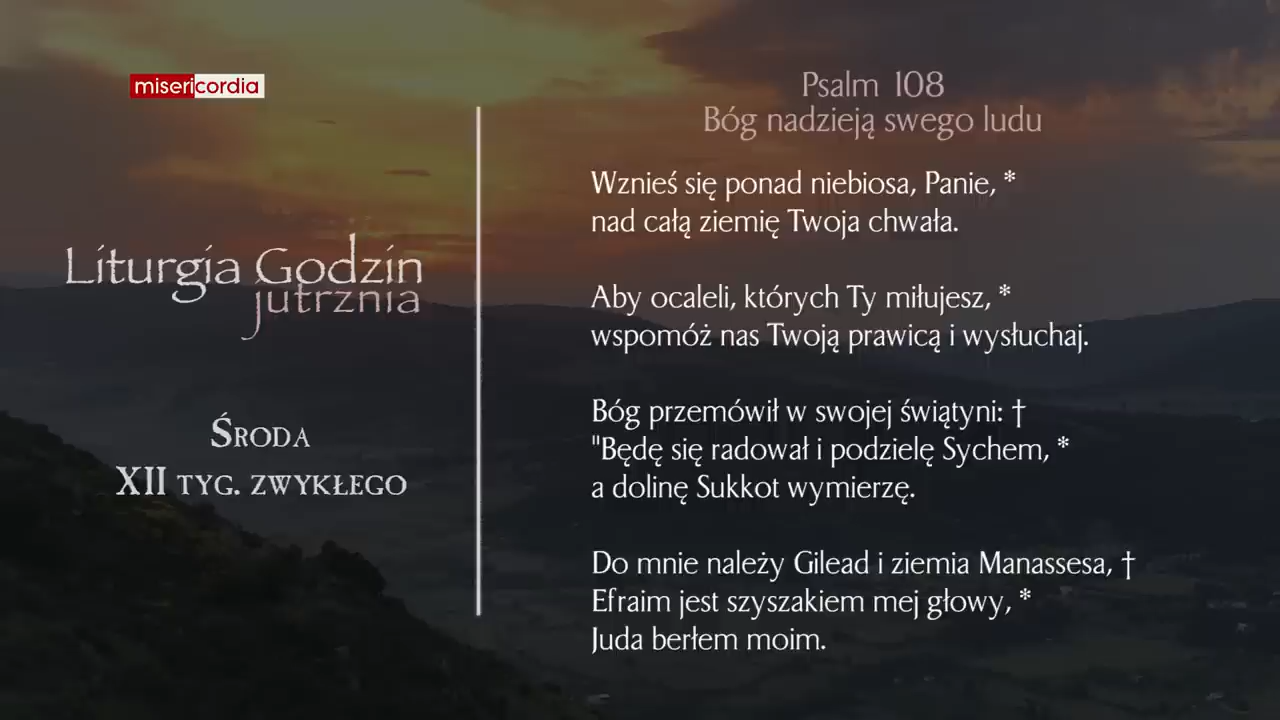 misericordia
Liturgia Godzin
jutrznia
Środa
XII tyg. zwykłego
Psalm 108
Bóg nadzieją swego ludu
Wznieś się ponad niebiosa, Panie, *
nad całą ziemię Twoja chwała.
Aby ocaleli, których Ty miłujesz, *
wspomóż nas Twoją prawicą i wysłuchaj.
Bóg przemówił w swojej świątyni: †
"Będę się radował i podzielę Sychem, *
a dolinę Sukkot wymierzę.
Do mnie należy Gilead i ziemia Manassesa, †
Efraim jest szyszakiem mej głowy, *
Juda berłem moim.